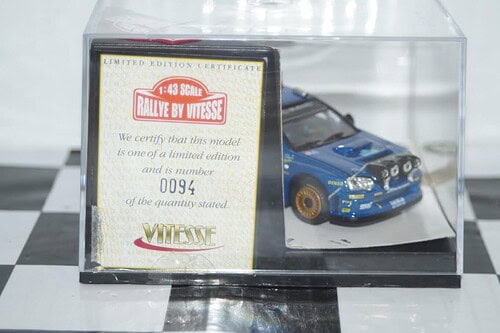 LIMITED EDITION CERTIFICATE
1:43 SCALE
RALLYE BY VITESSE
We certify that this model
is one of a limited edition
and is number
0094
of the quantity stated
VITESSE